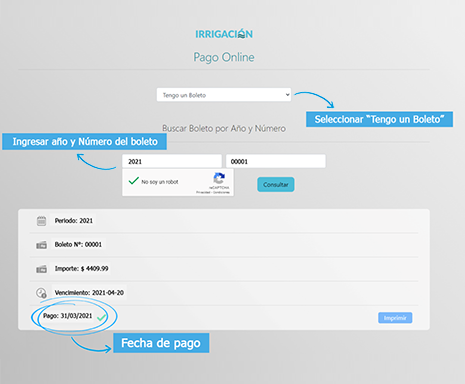 IRRIGACIÓN
Pago Online
Tengo un Boleto
Seleccionar "Tengo un Boleto"
Buscar Boleto por Año y Número
Ingresar año y Número del boleto
2021 00001
No soy un robot
reCAPTCHA
Privacidad - Condiciones
Consultar
Periodo: 2021
Boleto Nº: 00001
Importe: $ 4409.99
Vencimiento: 2021-04-20
Pago: 31/03/2021
Imprimir
Fecha de pago